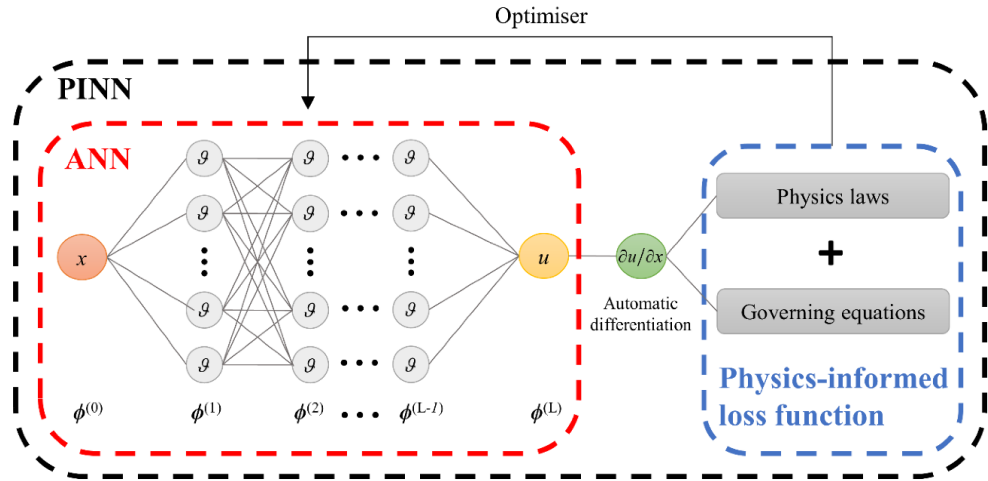 Optimiser
PINN
ANN
ϑ ϑ ••• ϑ
ϑ ϑ ••• ϑ
x
u
∂u/∂x
ϑ ϑ ••• ϑ
ϑ ϑ ••• ϑ
ϕ(0) ϕ(1) ϕ(2) ••• ϕ(L-1) ϕ(L)
Automatic
differentiation
Physics laws
+
Governing equations
Physics-informed
loss function